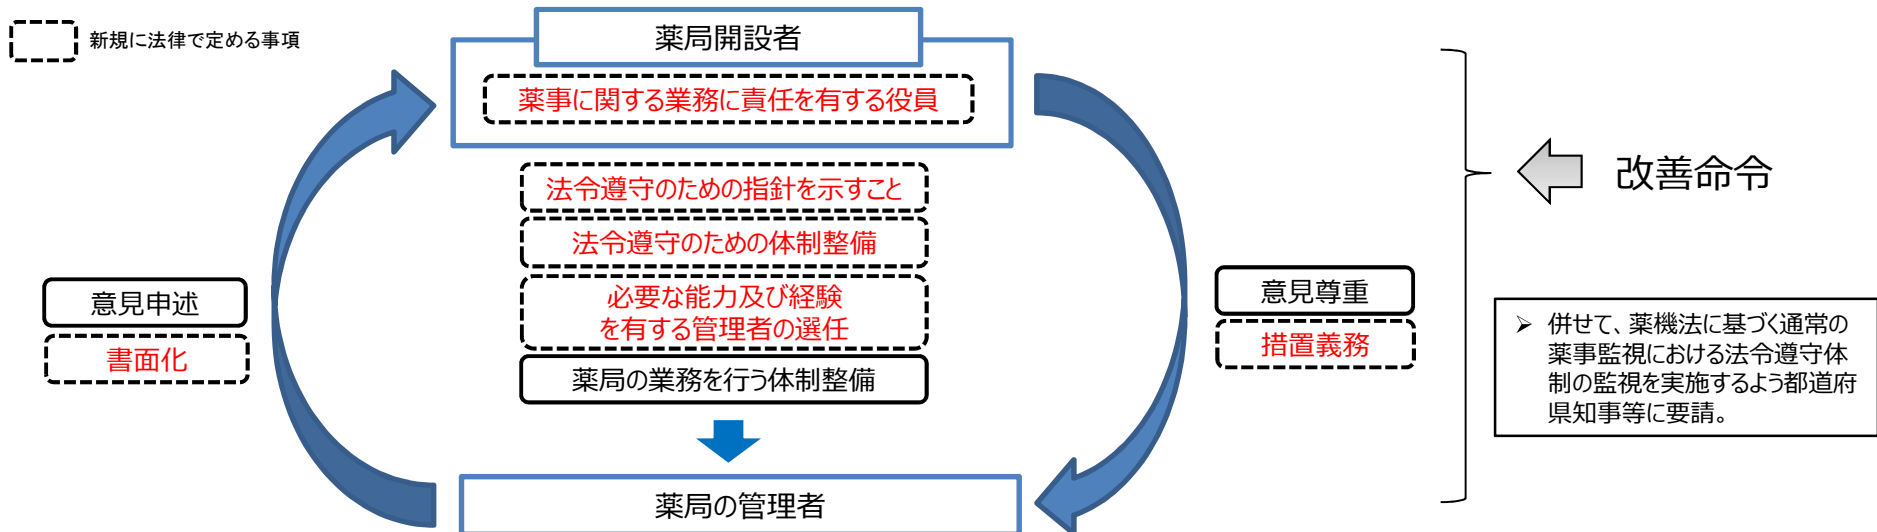 新規に法律で定める事項
薬局開設者
薬事に関する業務に責任を有する役員
法令遵守のための指針を示すこと
法令遵守のための体制整備
必要な能力及び経験
を有する管理者の選任
薬局の業務を行う体制整備
薬局の管理者
意見申述
書面化
意見尊重
措置義務
改善命令
➢ 併せて、薬機法に基づく通常の
薬事監視における法令遵守体
制の監視を実施するよう都道府
県知事等に要請。